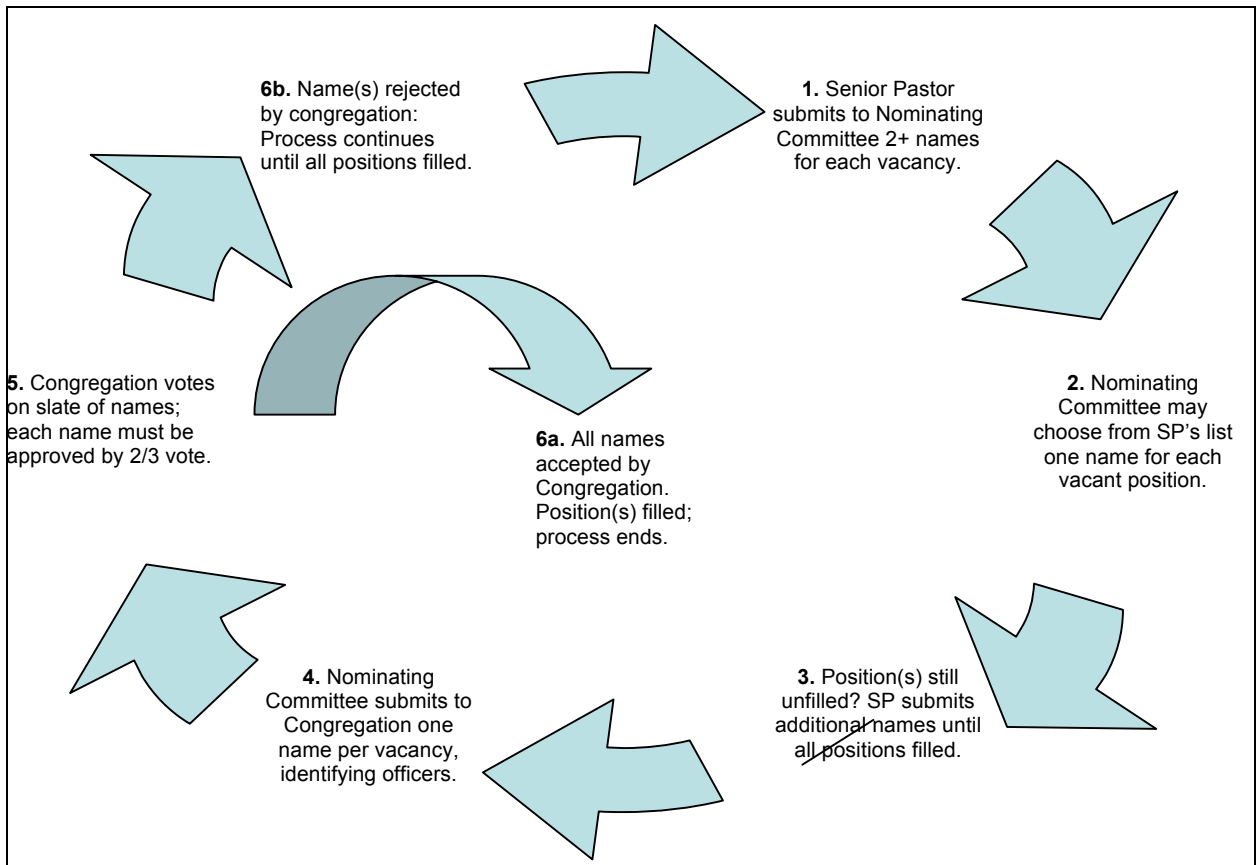 1. Senior Pastor
submits to Nominating
Committee 2+ names
for each vacancy.
2. Nominating
Committee may
choose from SP's list
one name for each
vacant position.
3. Position(s) still
unfilled? SP submits
additional names until
all positions filled.
4. Nominating
Committee submits to
Congregation one
name per vacancy,
identifying officers.
5. Congregation votes
on slate of names;
each name must be
approved by 2/3 vote.
6a. All names
accepted by
Congregation.
Position(s) filled;
process ends.
6b. Name(s) rejected
by congregation:
Process continues
until all positions filled.